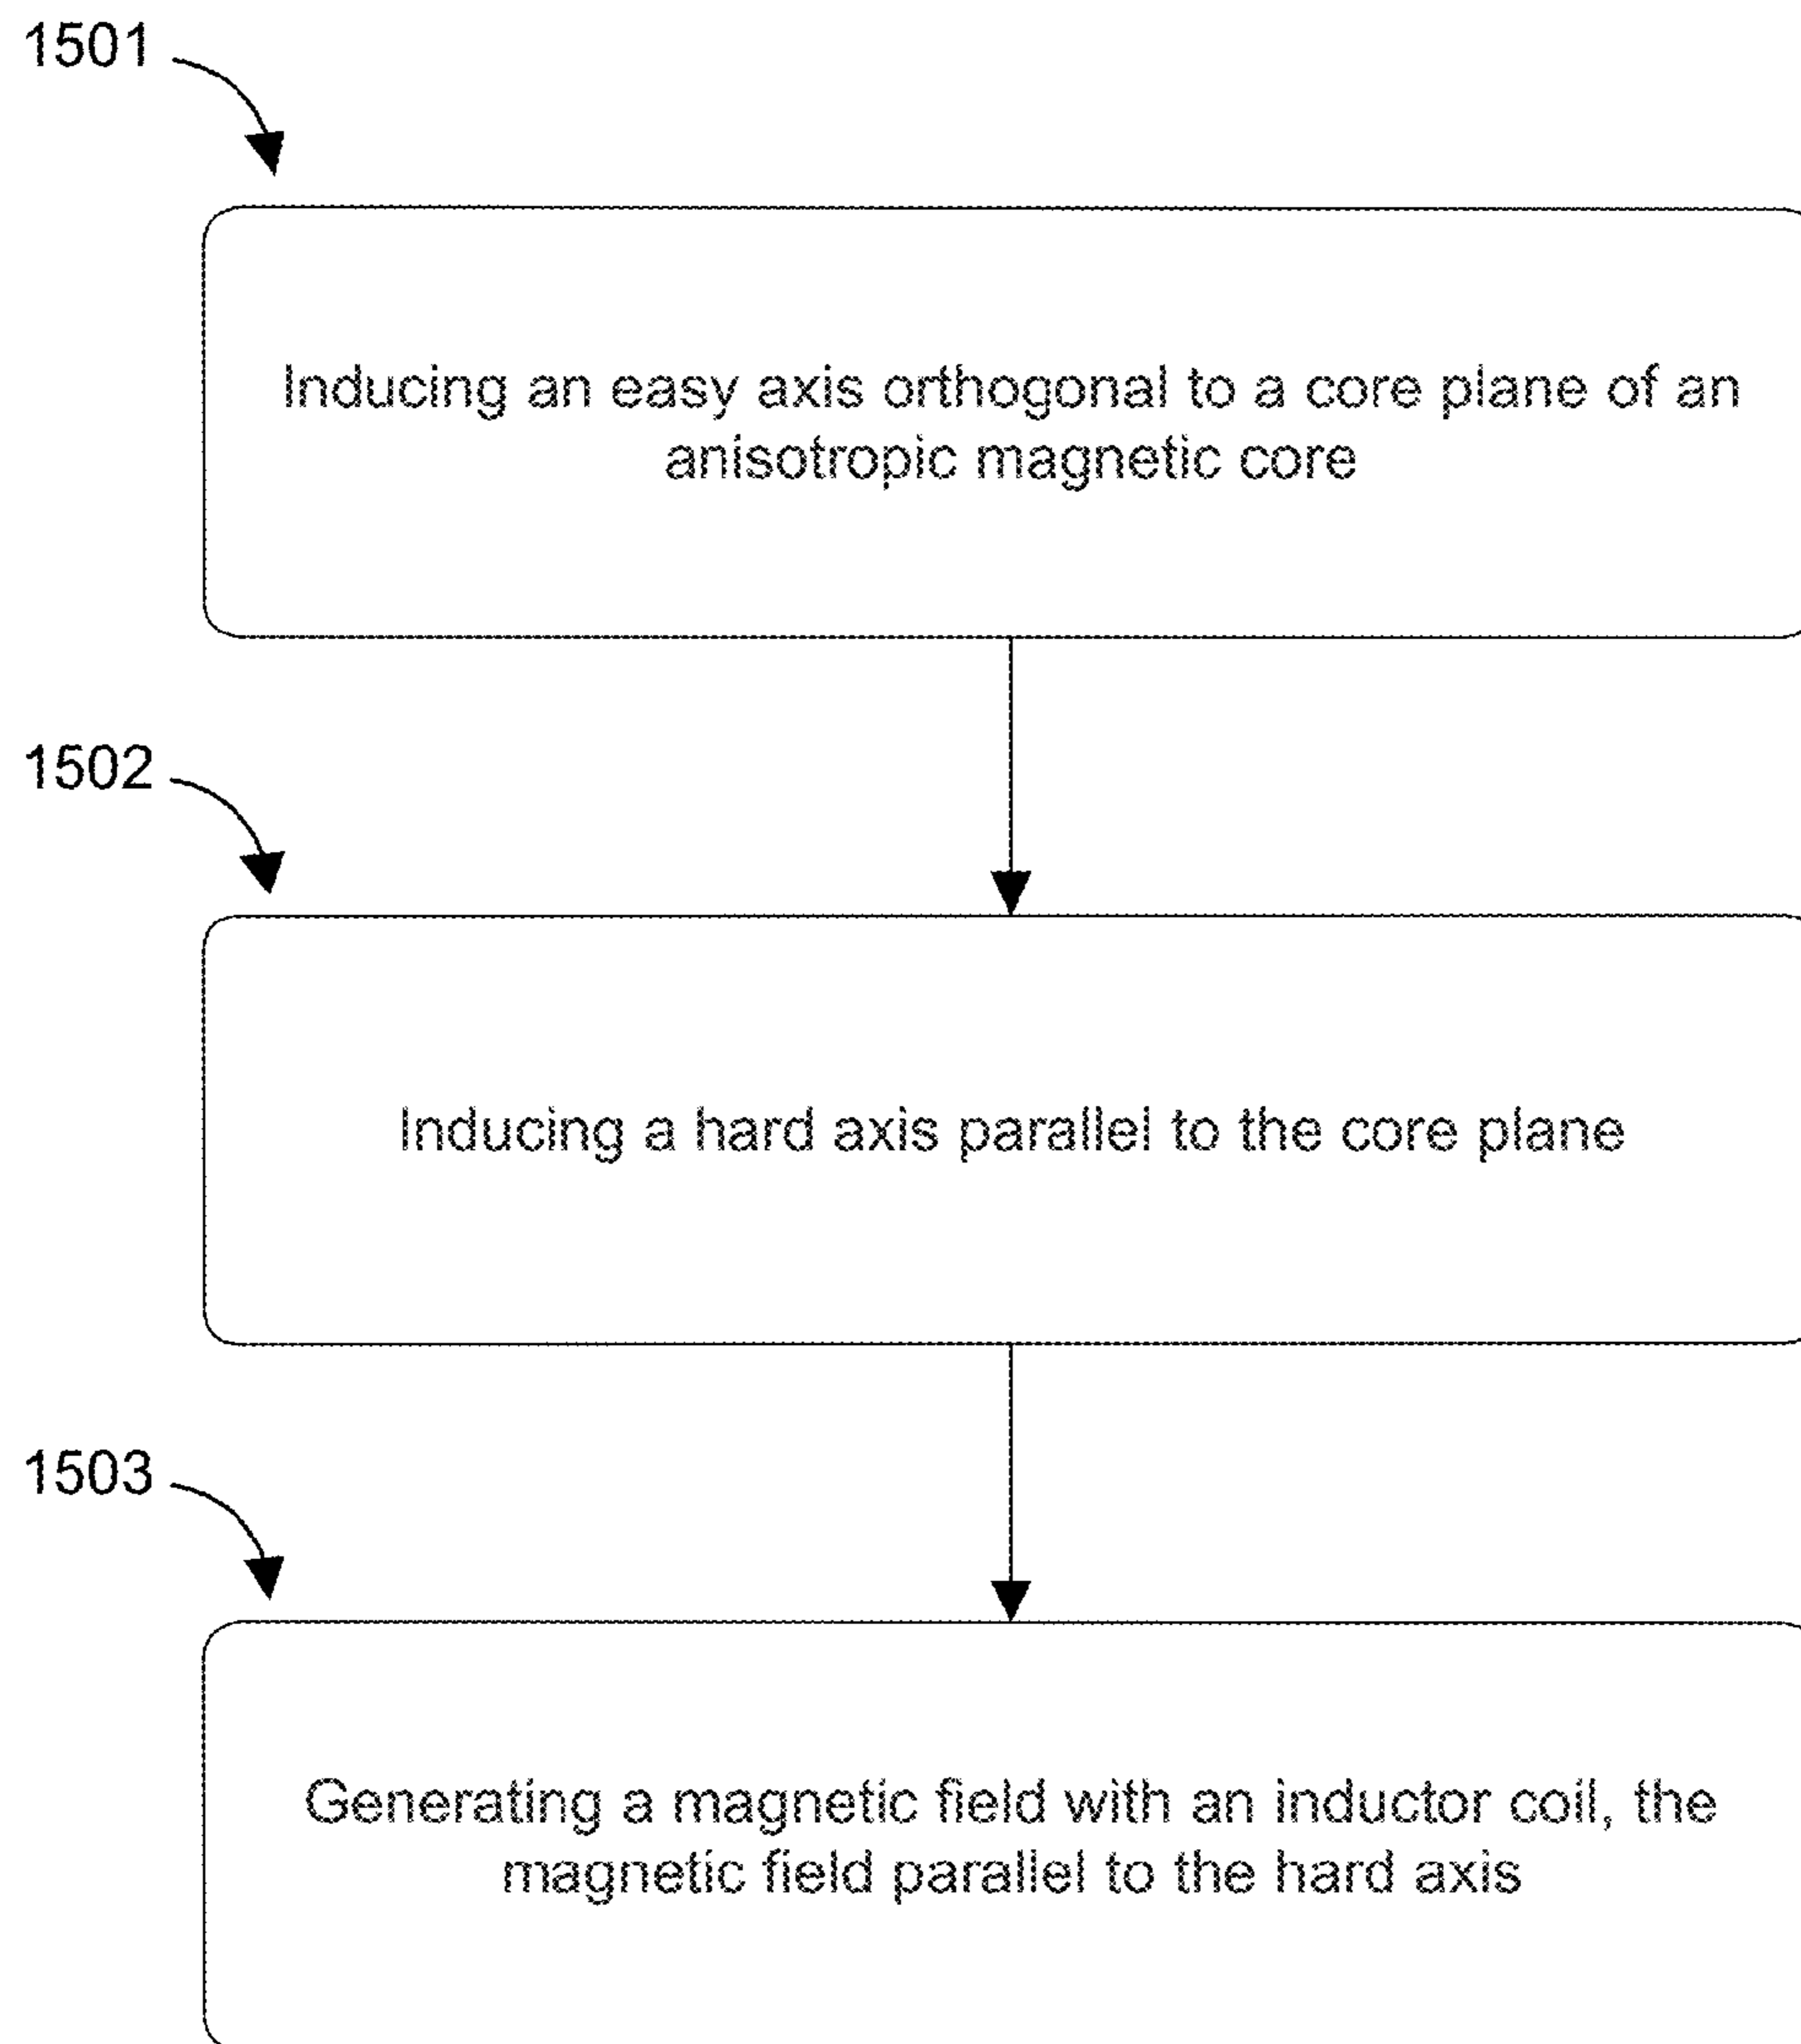 1501
Inducing an easy axis orthogonal to a core plane of an
anisotropic magnetic core
1502
Inducing a hard axis parallel to the core plane
1503
Generating a magnetic field with an inductor coil, the
magnetic field parallel to the hard axis